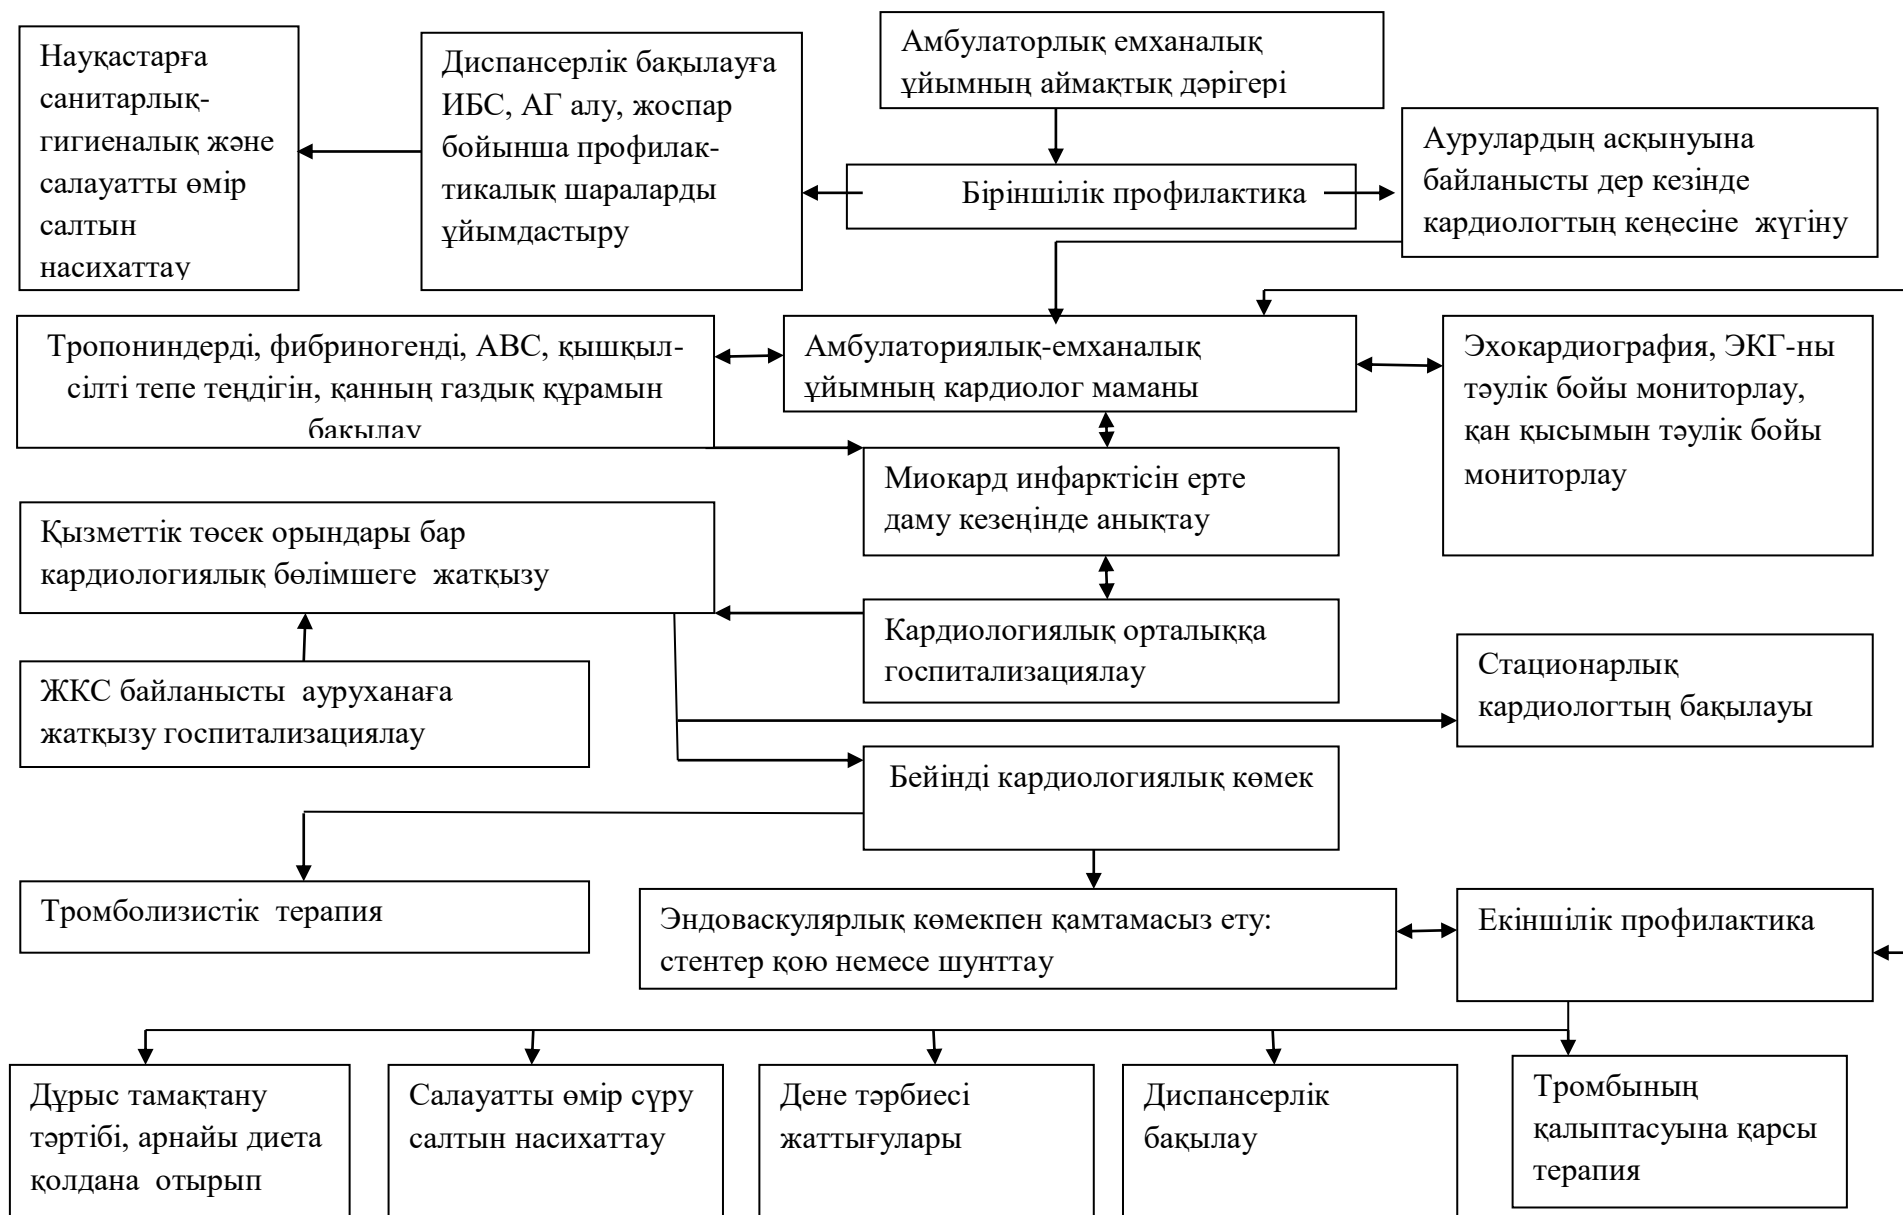 Науқастарға
санитарлық-
гигиеналық және
салауатты өмір
салтын
насихаттау
Диспансерлік бақылауға
ИБС, АГ алу, жоспар
бойынша профилак-
тикалық шараларды
ұйымдастыру
Амбулаторлық емханалық
ұйымның аймақтық дәрігері
Біріншілік профилактика
Аурулардың асқынуына
байланысты дер кезінде
кардиологтың кеңесіне жүгіну
Тропониндерді, фибриногенді, АВС, қышқыл-
сілті тепе теңдігін, қанның газдық құрамын
бақылау
Амбулаториялық-емханалық
ұйымның кардиолог маманы
Эхокардиография, ЭКГ-ны
тәулік бойы мониторлау,
қан қысымын тәулік бойы
мониторлау
Миокард инфарктісін ерте
даму кезеңінде анықтау
Қызметтік төсек орындары бар
кардиологиялық бөлімшеге жатқызу
Кардиологиялық орталыққа
госпитализациялау
ЖКС байланысты ауруханаға
жатқызу госпитализациялау
Стационарлық
кардиологтың бақылауы
Бейінді кардиологиялық көмек
Тромболизистік терапия
Эндоваскулярлық көмекпен қамтамасыз ету:
стентер қою немесе шунттау
Екіншілік профилактика
Дұрыс тамақтану
тәртібі, арнайы диета
қолдана отырып
Салауатты өмір сүру
салтын насихаттау
Дене тәрбиесі
жаттығулары
Диспансерлік
бақылау
Тромбының
қалыптасуына қарсы
терапия